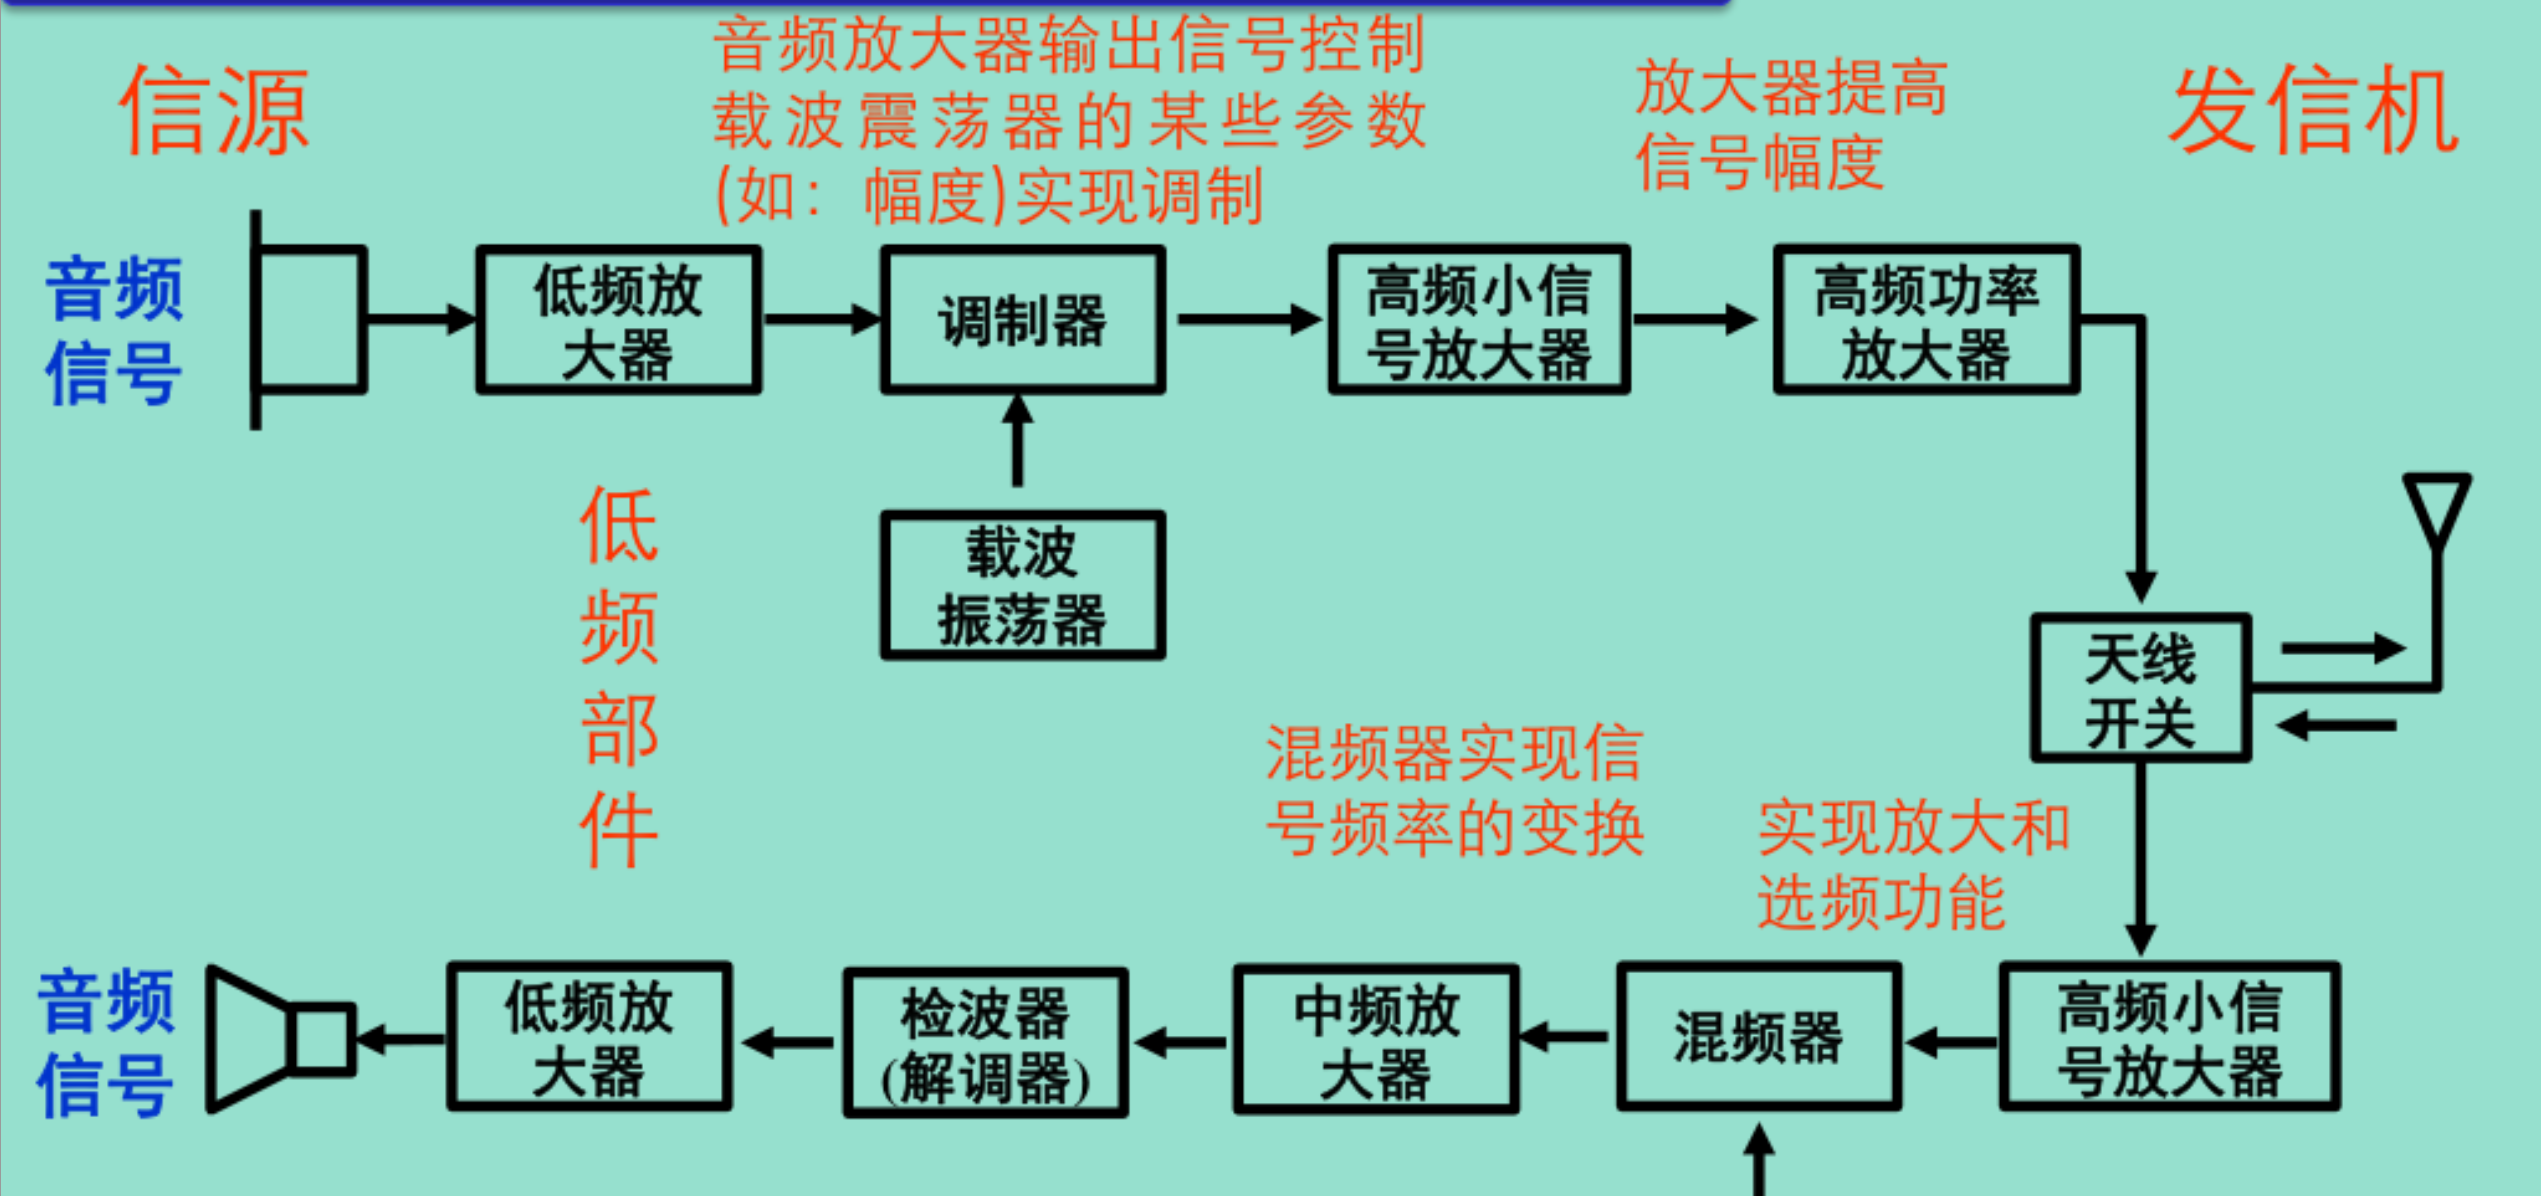 信源
音频放大器输出信号控制
载波震荡器的某些参数
(如：幅度)实现调制
放大器提高
信号幅度
发信机
音频
信号
低频放
大器
调制器
高频小信
号放大器
高频功率
放大器
载波
振荡器
低
频
部
件
天线
开关
混频器实现信
号频率的变换
实现放大和
选频功能
音频
信号
低频放
大器
检波器
(解调器)
中频放
大器
混频器
高频小信
号放大器